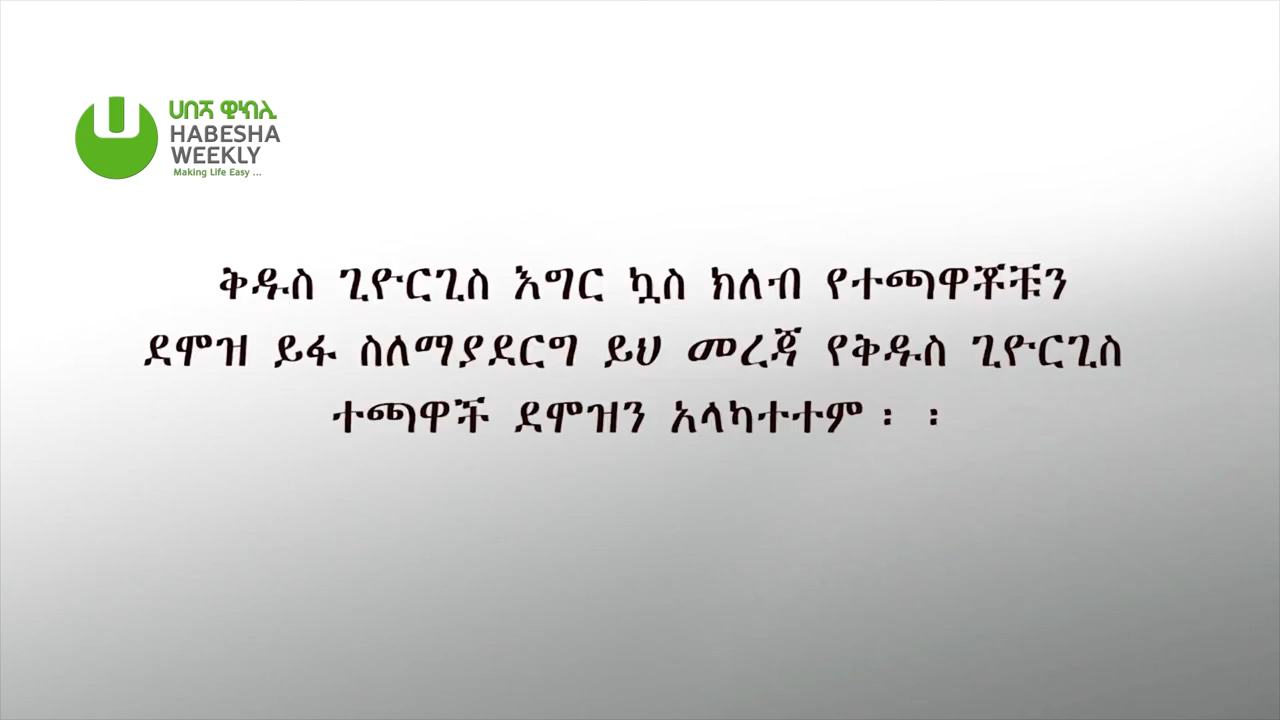 ሀበሻ ዊክሊ
HABESHA
WEEKLY
Making Life Easy ...
ቅዱስ ጊዮርጊስ እግር ኳስ ክለብ የተጫዋቾቹን
ደሞዝ ይፋ ስለማያደርግ ይህ መረጃ የቅዱስ ጊዮርጊስ
ተጫዋች ደሞዝን አላካተተም ፡ ፡